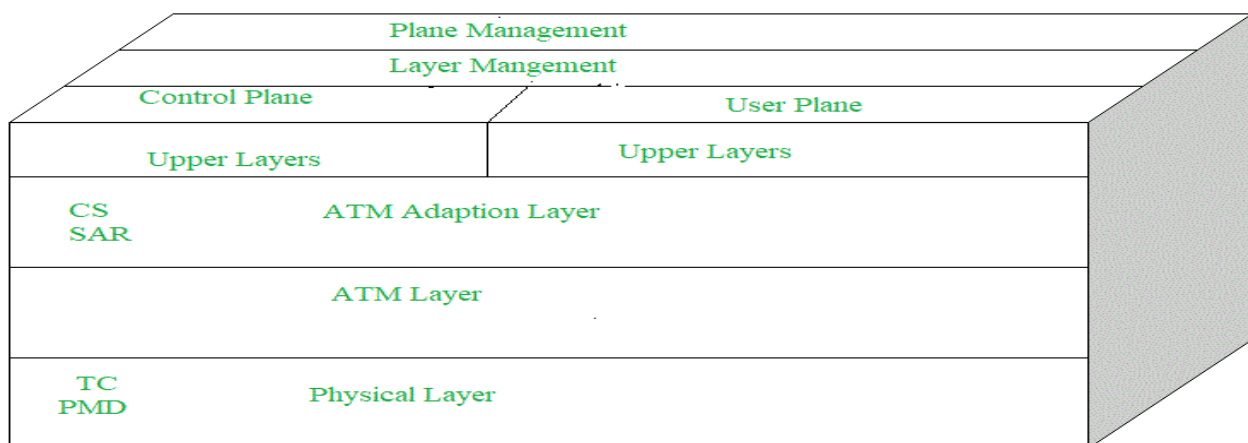 Plane Management
Layer Mangement
Control Plane
User Plane
Upper Layers
Upper Layers
CS
SAR
ATM Adaption Layer
ATM Layer
TC
PMD
Physical Layer